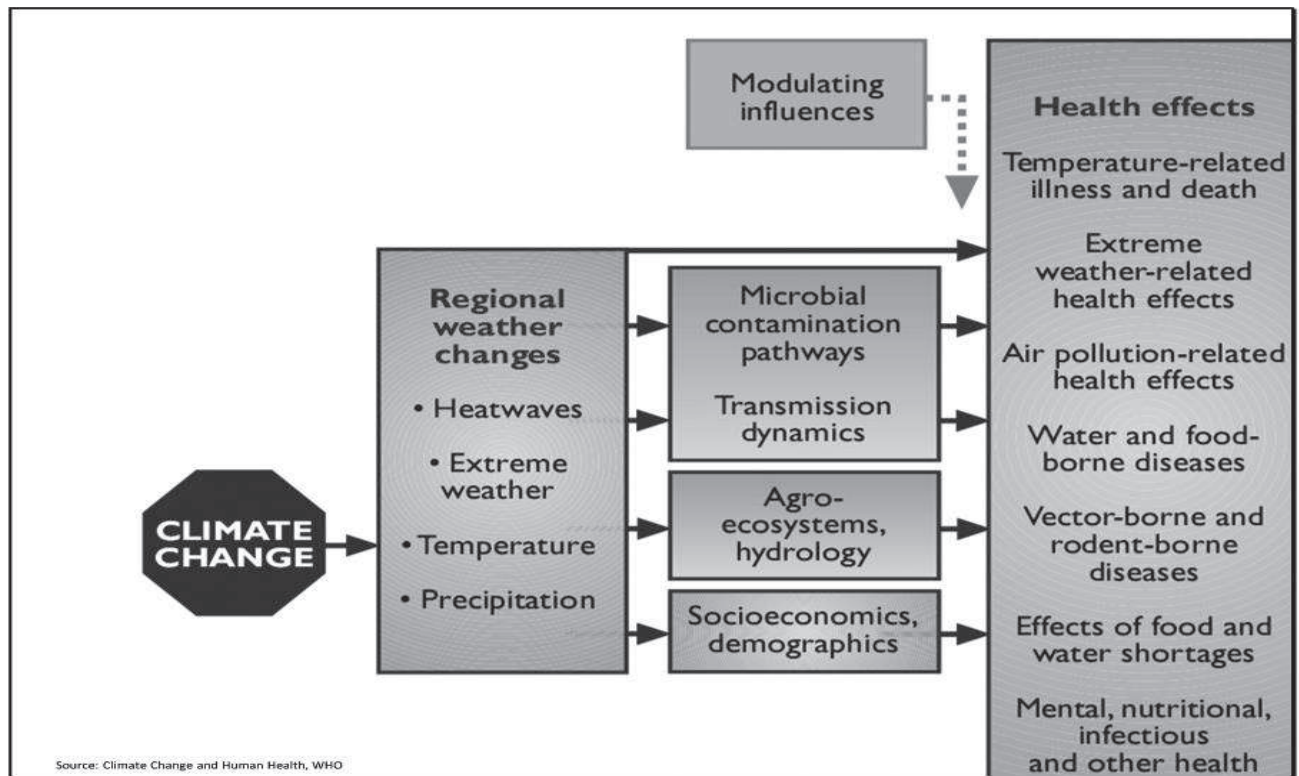 Modulating
influences
Health effects
Temperature-related
illness and death
Extreme
weather-related
health effects
Air pollution-related
health effects
Water and food-
borne diseases
Vector-borne and
rodent-borne
diseases
Effects of food and
water shortages
Mental, nutritional,
infectious
and other health
Regional
weather
changes
• Heatwaves
• Extreme
weather
• Temperature
• Precipitation
Microbial
contamination
pathways
Transmission
dynamics
Agro-
ecosystems,
hydrology
Socioeconomics,
demographics
CLIMATE
CHANGE
Source: Climate Change and Human Health, WHO